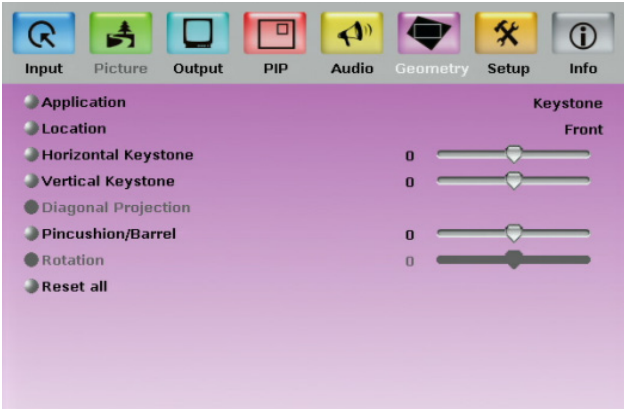 Input Picture Output PIP Audio Geometry Setup Info
Application Keystone
Location Front
Horizontal Keystone 0
Vertical Keystone 0
Diagonal Projection
Pincushion/Barrel 0
Rotation 0
Reset all